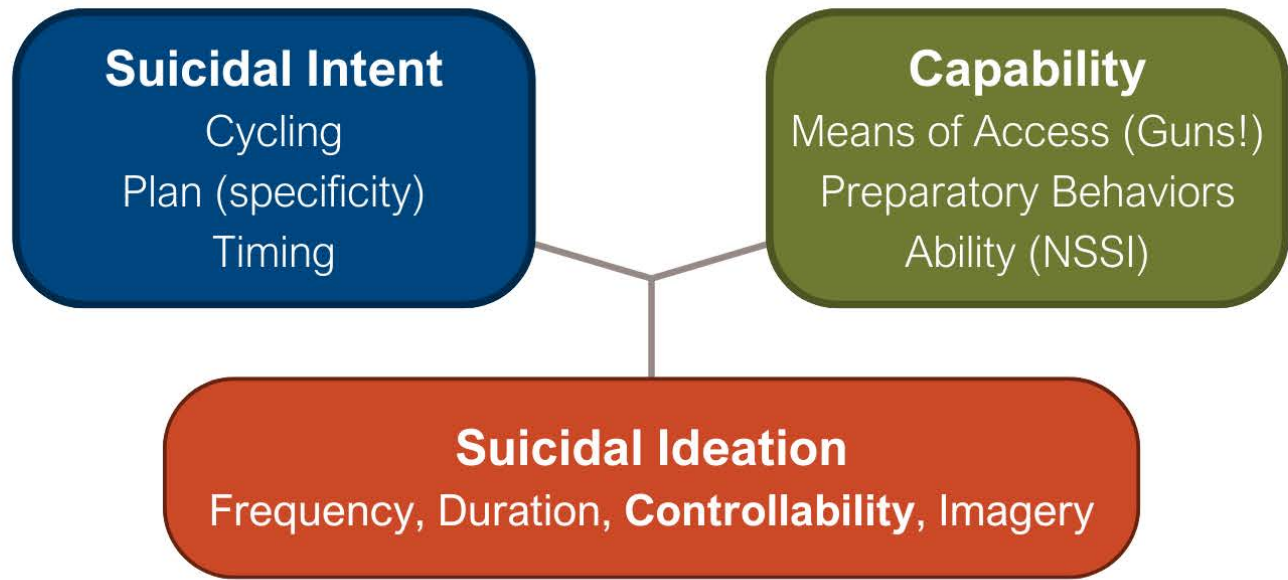 Suicidal Intent
Cycling
Plan (specificity)
Timing
Capability
Means of Access (Guns!)
Preparatory Behaviors
Ability (NSSI)
Suicidal Ideation
Frequency, Duration, Controllability, Imagery